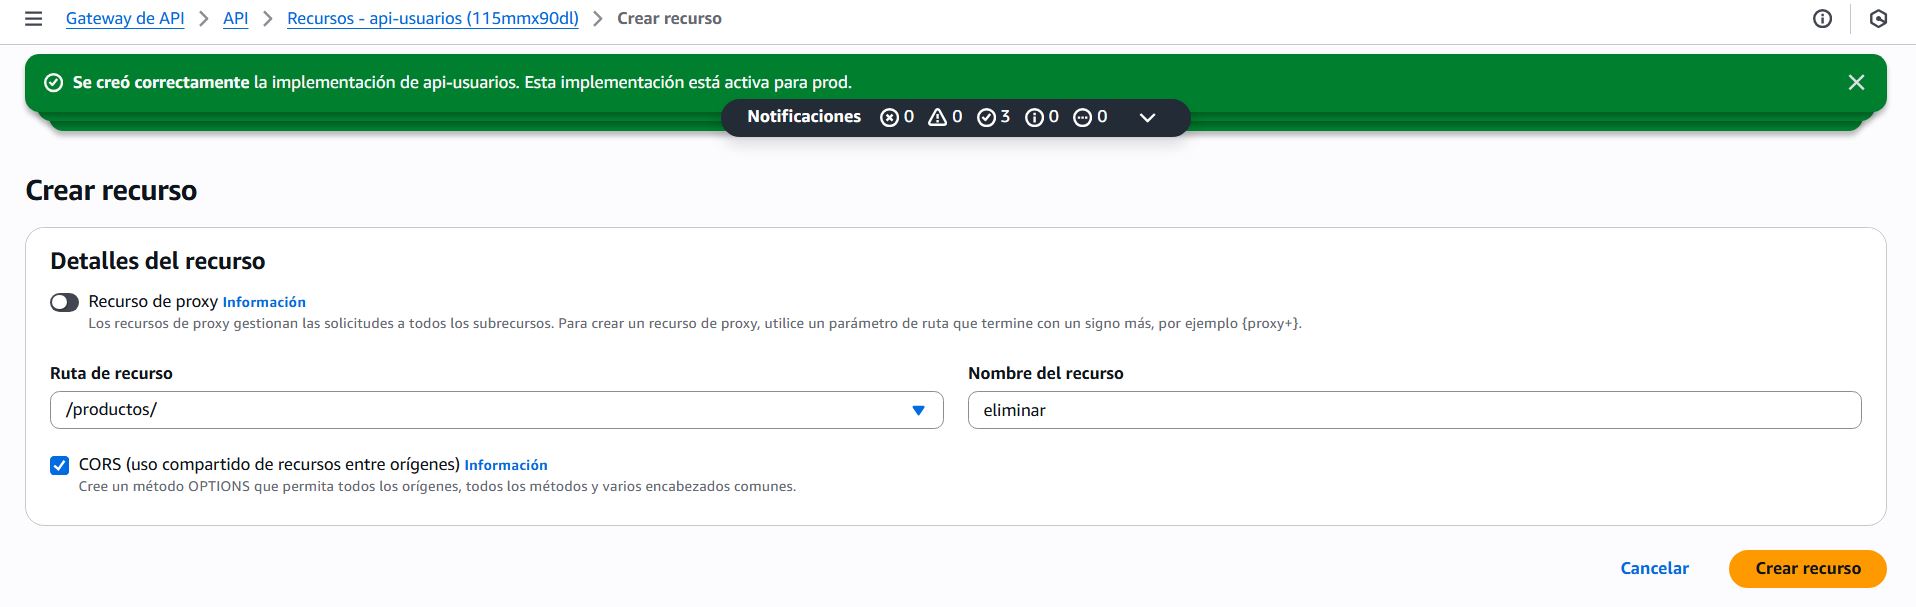 Gateway de API > API > Recursos - api-usuarios (115mmx90dl) > Crear recurso
Se creó correctamente la implementación de api-usuarios. Esta implementación está activa para prod.
Notificaciones 0 0 3 0 0
Crear recurso
Detalles del recurso
Recurso de proxy Información
Los recursos de proxy gestionan las solicitudes a todos los subrecursos. Para crear un recurso de proxy, utilice un parámetro de ruta que termine con un signo más, por ejemplo {proxy+}.
Ruta de recurso
/productos/
Nombre del recurso
eliminar
CORS (uso compartido de recursos entre orígenes) Información
Cree un método OPTIONS que permita todos los orígenes, todos los métodos y varios encabezados comunes.
Cancelar
Crear recurso